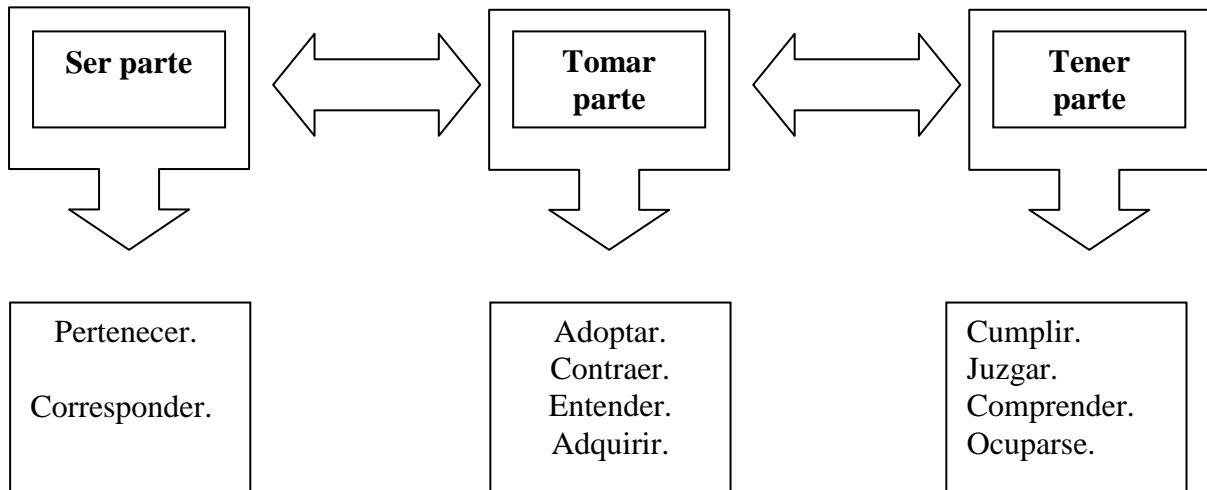 Ser parte
Tomar
parte
Tener
parte
Pertenecer.
Corresponder.
Adoptar.
Contraer.
Entender.
Adquirir.
Cumplir.
Juzgar.
Comprender.
Ocuparse.